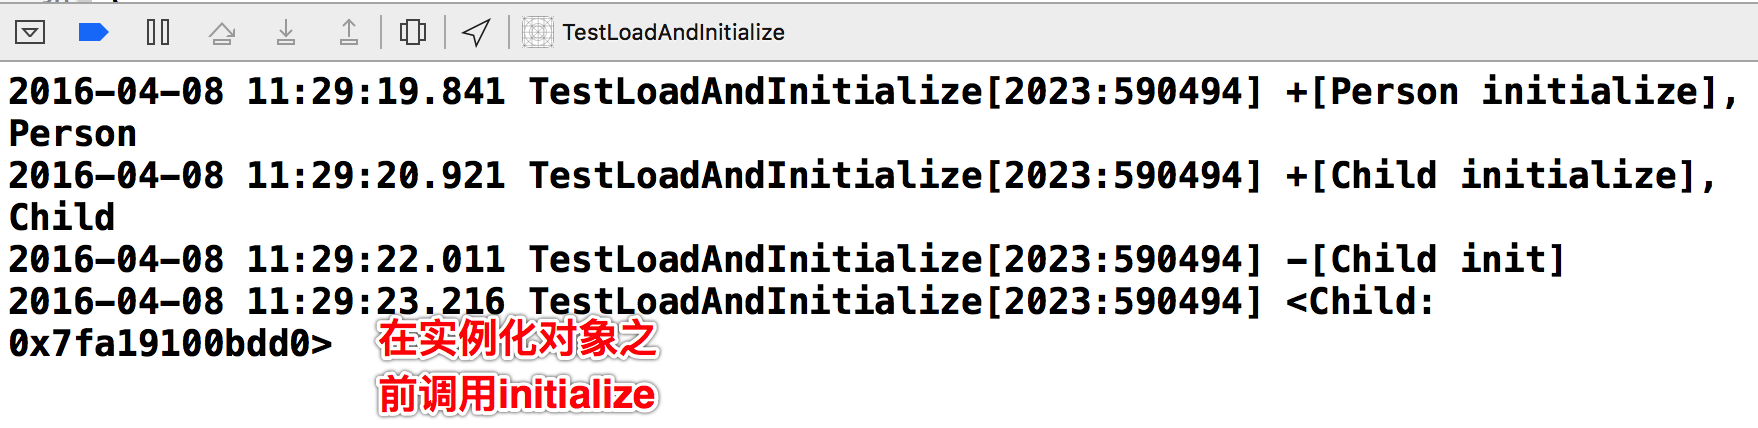 TestLoadAndInitialize
2016-04-08 11:29:19.841 TestLoadAndInitialize[2023:590494] +[Person initialize],
Person
2016-04-08 11:29:20.921 TestLoadAndInitialize[2023:590494] +[Child initialize],
Child
2016-04-08 11:29:22.011 TestLoadAndInitialize[2023:590494] -[Child init]
2016-04-08 11:29:23.216 TestLoadAndInitialize[2023:590494] <Child:
0x7fa19100bdd0>
在实例化对象之
前调用initialize